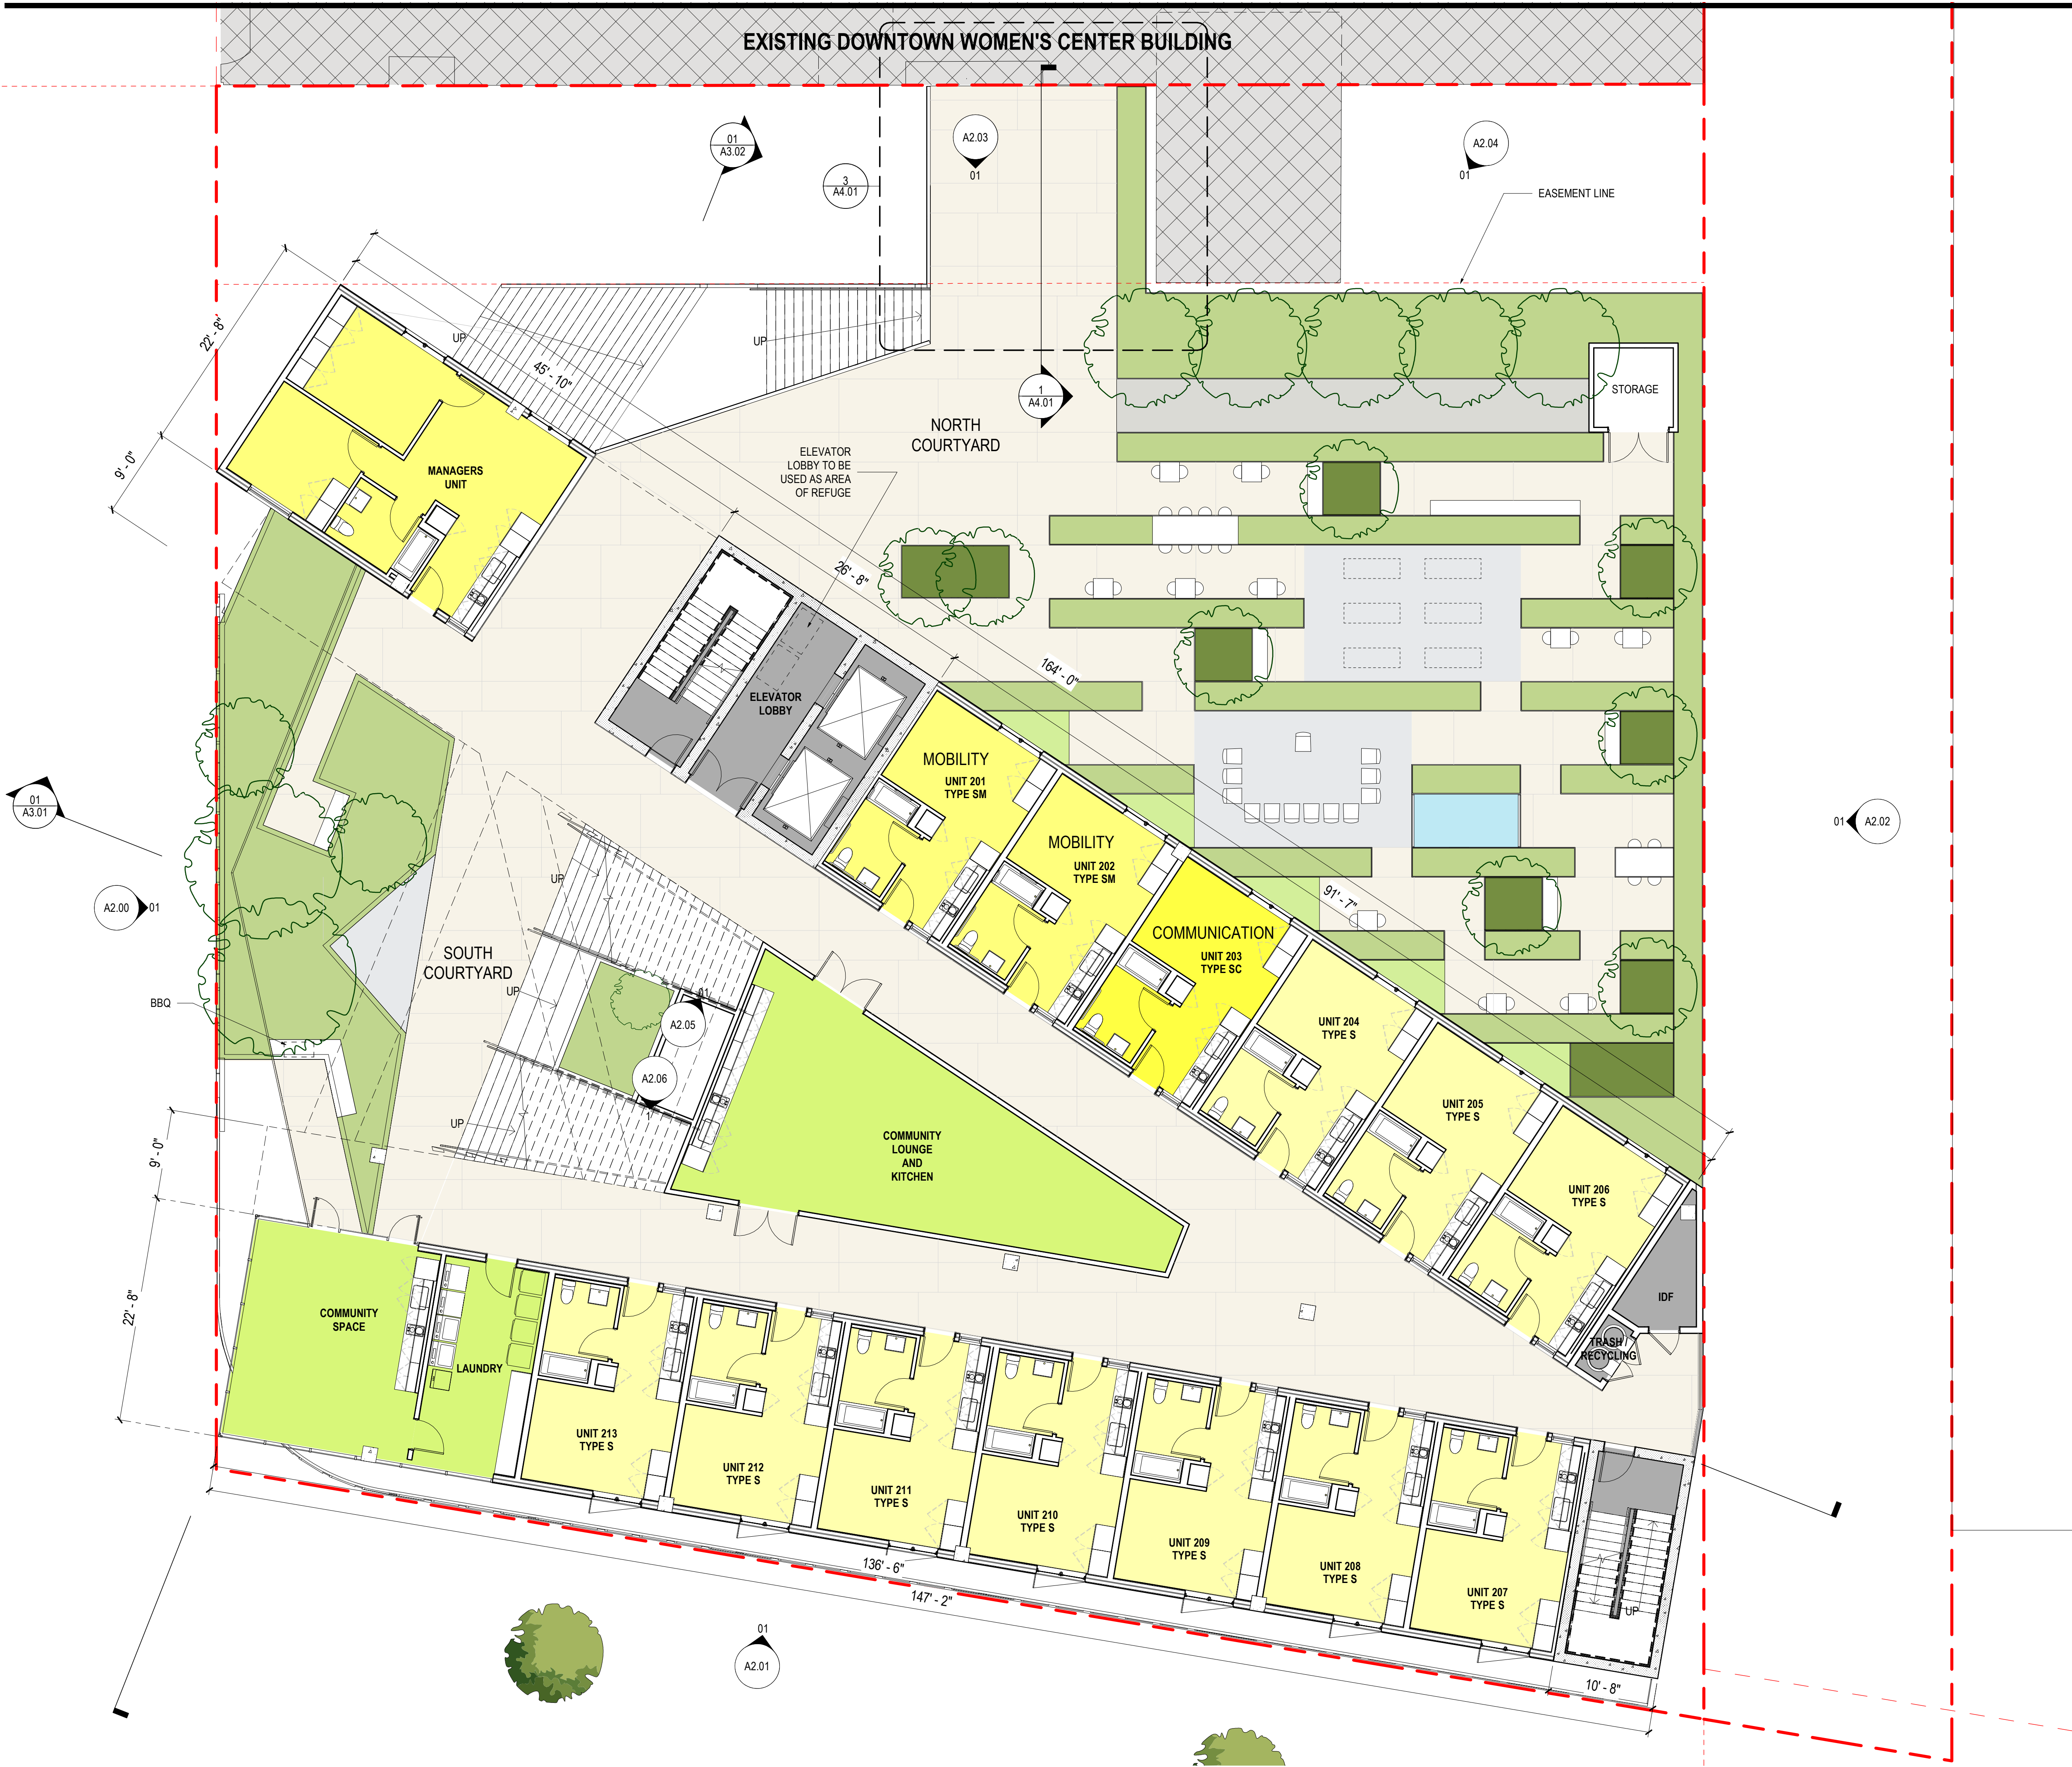 EXISTING DOWNTOWN WOMEN'S CENTER BUILDING
01
A3.02
3
A4.01
A2.03
01
A2.04
01
EASEMENT LINE
22' - 8"
9' - 0"
UP
45' - 10"
UP
1
A4.01
STORAGE
NORTH
COURTYARD
ELEVATOR
LOBBY TO BE
USED AS AREA
OF REFUGE
MANAGERS
UNIT
26' - 8"
164' - 0"
ELEVATOR
LOBBY
MOBILITY
UNIT 201
TYPE SM
MOBILITY
UNIT 202
TYPE SM
01
A3.01
01
A2.02
A2.00
01
UP
91' - 7"
COMMUNICATION
UNIT 203
TYPE SC
SOUTH
COURTYARD
UP
BBQ
01
A2.05
UNIT 204
TYPE S
A2.06
1
UP
UNIT 205
TYPE S
COMMUNITY
LOUNGE
AND
KITCHEN
9' - 0"
UNIT 206
TYPE S
22' - 8"
COMMUNITY
SPACE
IDF
TRASH /
RECYCLING
LAUNDRY
UNIT 213
TYPE S
UNIT 212
TYPE S
UNIT 211
TYPE S
UNIT 210
TYPE S
UNIT 209
TYPE S
UNIT 208
TYPE S
UNIT 207
TYPE S
UP
136' - 6"
147' - 2"
10' - 8"
01
A2.01